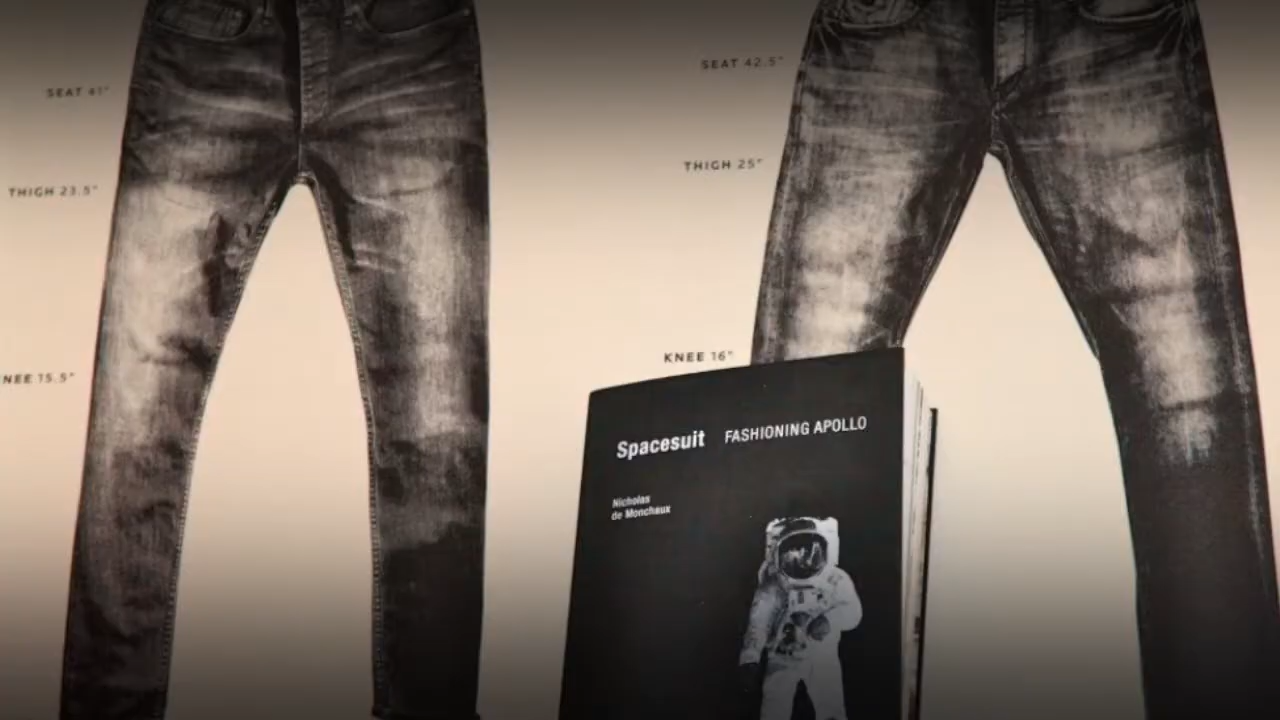 SEAT 41"
THIGH 23.5"
NEE 15.5"
SEAT 42.5"
THIGH 25"
KNEE 16"
Spacesuit FASHIONING APOLLO
Nicholas
de Monchaux